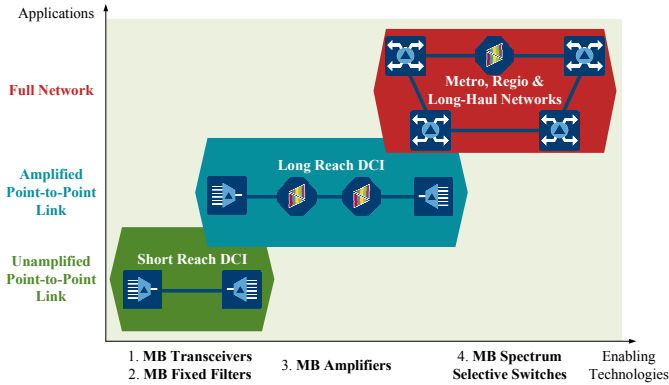 Applications
Full Network
Metro, Regio &
Long-Haul Networks
Amplified
Point-to-Point
Link
Long Reach DCI
Unamplified
Point-to-Point
Link
Short Reach DCI
1. MB Transceivers
2. MB Fixed Filters
3. MB Amplifiers
4. MB Spectrum
Selective Switches
Enabling
Technologies